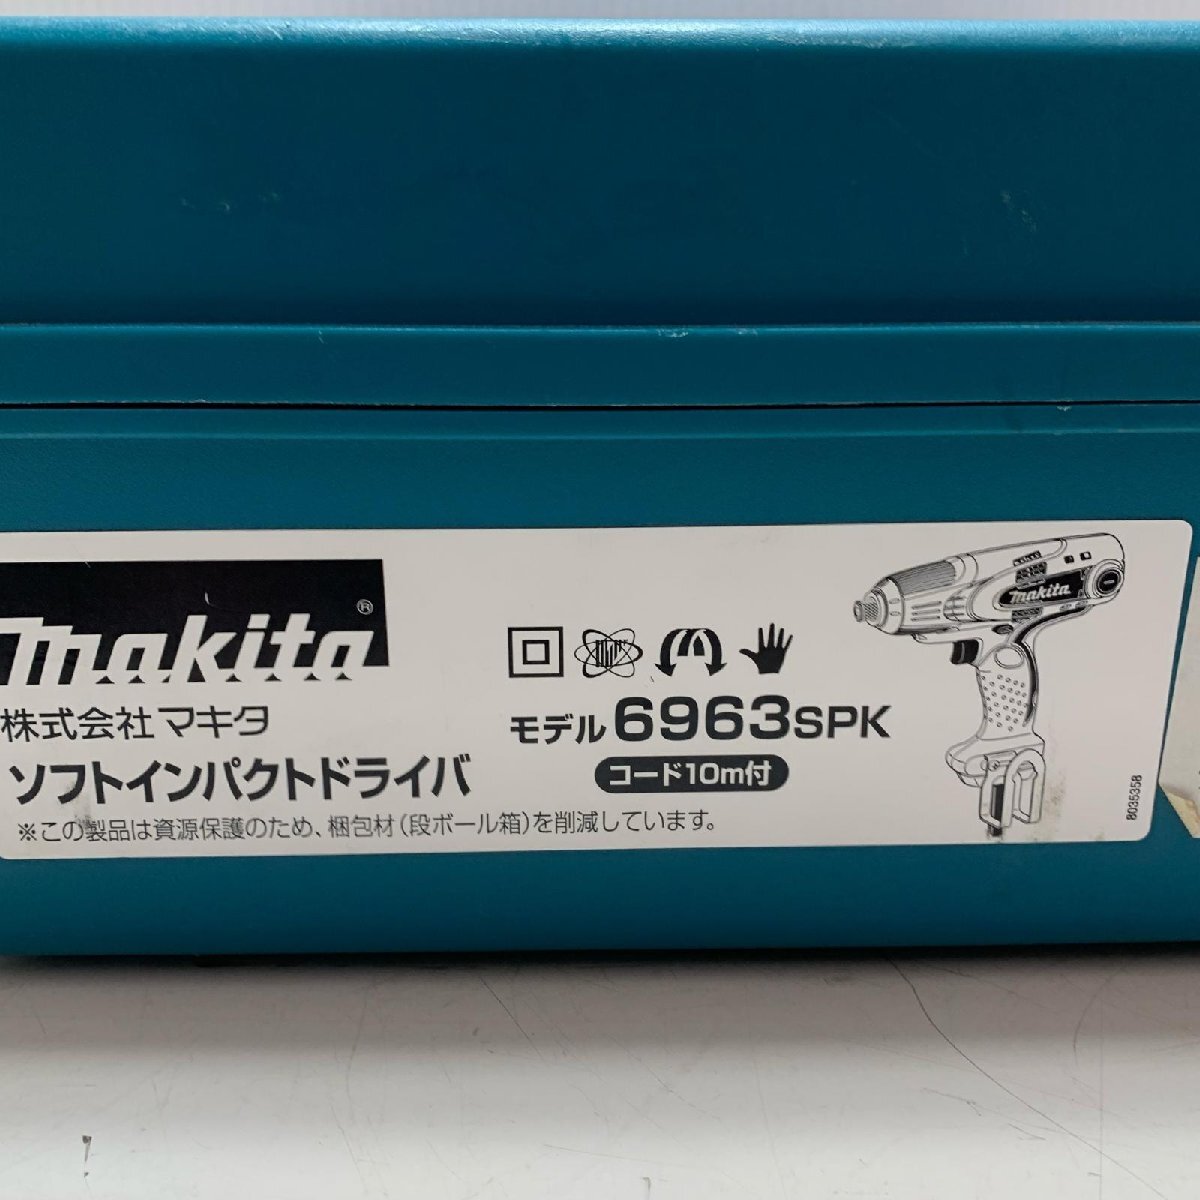 makita®
株式会社マキタ
ソフトインパクトドライバ
※この製品は資源保護のため、梱包材（段ボール箱）を削減しています。
モデル6963SPK
コード10m付
makita
8035358